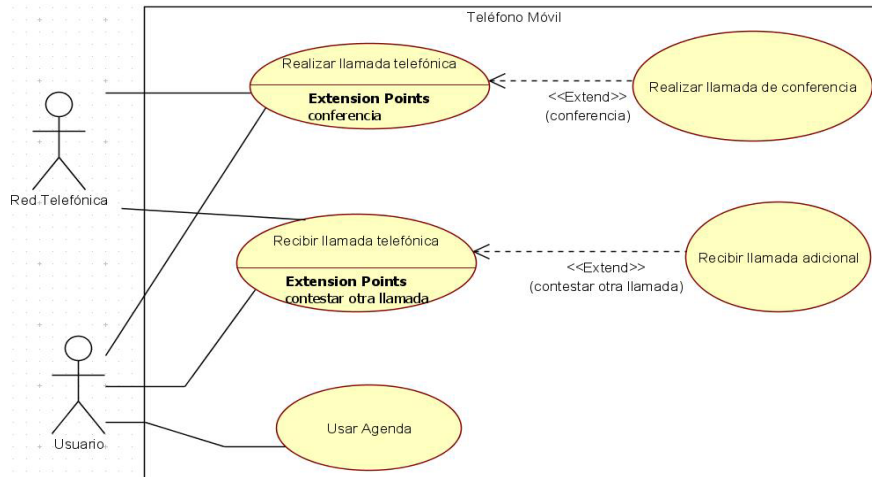 Teléfono Móvil
Realizar llamada telefónica
Extension Points
conferencia
<<Extend>>
(conferencia)
Realizar llamada de conferencia
Red Telefónica
Recibir llamada telefónica
Extension Points
contestar otra llamada
<<Extend>>
(contestar otra llamada)
Recibir llamada adicional
Usar Agenda
Usuario